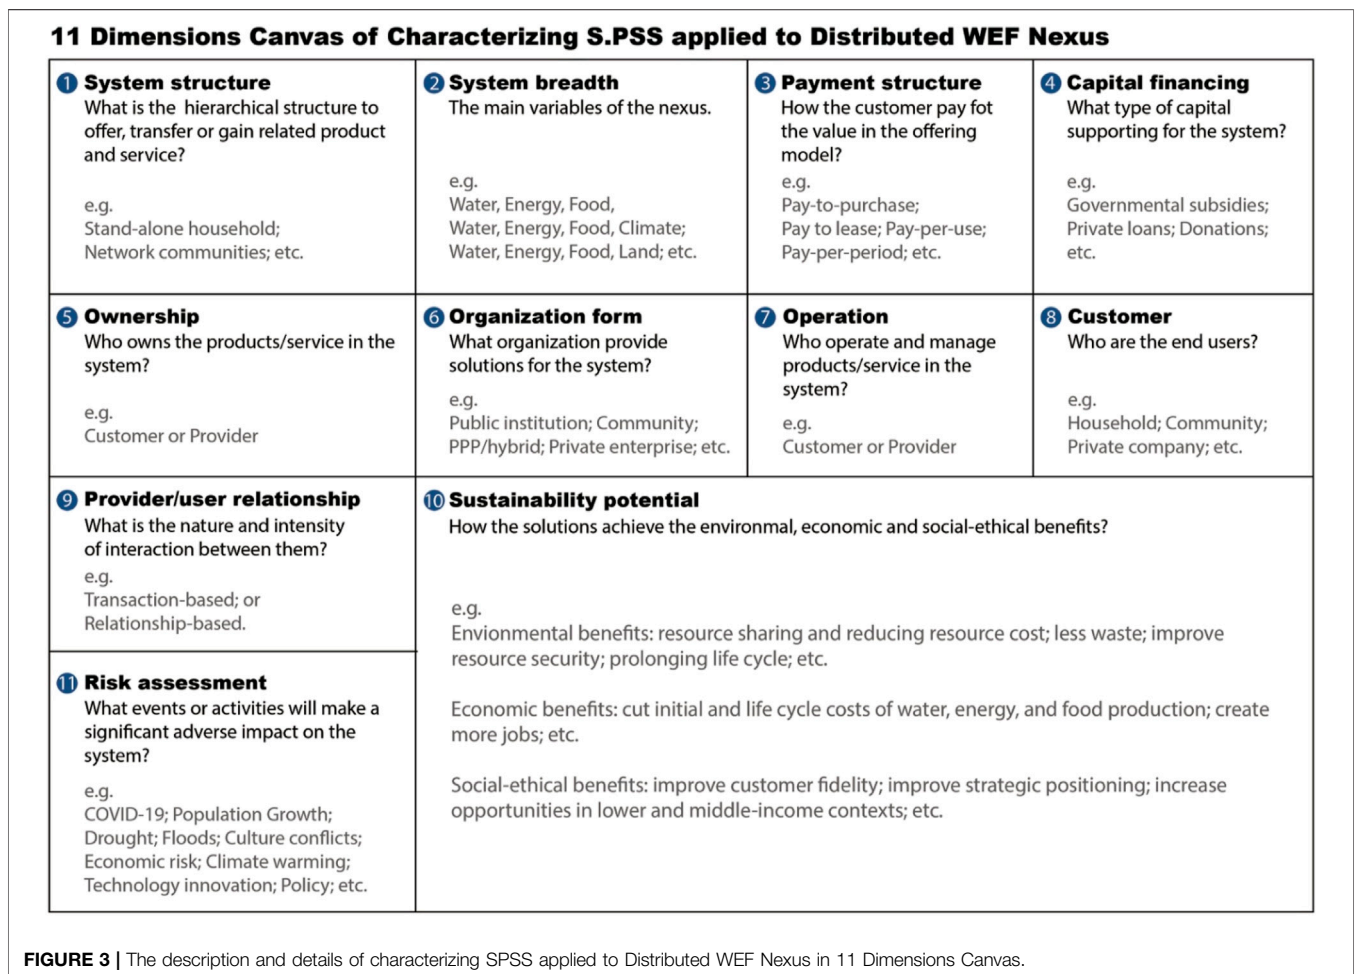 11 Dimensions Canvas of Characterizing S.PSS applied to Distributed WEF Nexus
1 System structure
What is the hierarchical structure to
offer, transfer or gain related product
and service?
e.g.
Stand-alone household;
Network communities; etc.
2 System breadth
The main variables of the nexus.
e.g.
Water, Energy, Food,
Water, Energy, Food, Climate;
Water, Energy, Food, Land; etc.
3 Payment structure
How the customer pay fot
the value in the offering
model?
e.g.
Pay-to-purchase;
Pay to lease; Pay-per-use;
Pay-per-period; etc.
4 Capital financing
What type of capital
supporting for the system?
e.g.
Governmental subsidies;
Private loans; Donations;
etc.
5 Ownership
Who owns the products/service in the
system?
e.g.
Customer or Provider
6 Organization form
What organization provide
solutions for the system?
e.g.
Public institution; Community;
PPP/hybrid; Private enterprise; etc.
7 Operation
Who operate and manage
products/service in the
system?
e.g.
Customer or Provider
8 Customer
Who are the end users?
e.g.
Household; Community;
Private company; etc.
9 Provider/user relationship
What is the nature and intensity
of interaction between them?
e.g.
Transaction-based; or
Relationship-based.
10 Sustainability potential
How the solutions achieve the environmal, economic and social-ethical benefits?
e.g.
Envionmental benefits: resource sharing and reducing resource cost; less waste; improve
resource security; prolonging life cycle; etc.
Economic benefits: cut initial and life cycle costs of water, energy, and food production; create
more jobs; etc.
Social-ethical benefits: improve customer fidelity; improve strategic positioning; increase
opportunities in lower and middle-income contexts; etc.
11 Risk assessment
What events or activities will make a
significant adverse impact on the
system?
e.g.
COVID-19; Population Growth;
Drought; Floods; Culture conflicts;
Economic risk; Climate warming;
Technology innovation; Policy; etc.
FIGURE 3 | The description and details of characterizing SPSS applied to Distributed WEF Nexus in 11 Dimensions Canvas.